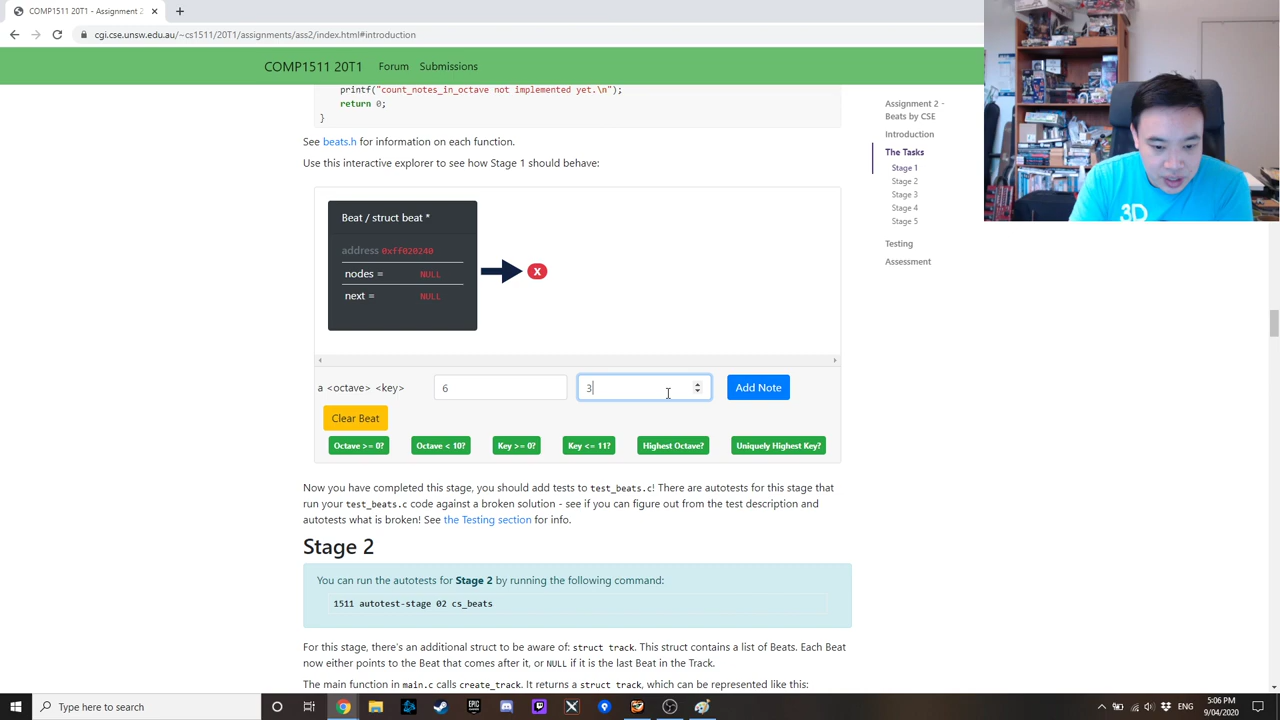 COMP1511 20T1 - Assignment 2
cgi.cse.unsw.edu.au/~cs1511/20T1/assignments/ass2/index.html#introduction
COMP1511 20T1 Forum Submissions
printf("count_notes_in_octave not implemented yet.\n");
return 0;
}
See beats.h for information on each function.
Use this interactive explorer to see how Stage 1 should behave:
Beat / struct beat *
address 0xff020240
nodes = NULL
next = NULL
X
a <octave> <key> 6 3 Add Note
Clear Beat
Octave >= 0? Octave < 10? Key >= 0? Key <= 11? Highest Octave? Uniquely Highest Key?
Now you have completed this stage, you should add tests to test_beats.c! There are autotests for this stage that
run your test_beats.c code against a broken solution - see if you can figure out from the test description and
autotests what is broken! See the Testing section for info.
Stage 2
You can run the autotests for Stage 2 by running the following command:
1511 autotest-stage 02 cs_beats
For this stage, there's an additional struct to be aware of: struct track. This struct contains a list of Beats. Each Beat
now either points to the Beat that comes after it, or NULL if it is the last Beat in the Track.
The main function in main.c calls create_track. It returns a struct track, which can be represented like this:
Assignment 2 -
Beats by CSE
Introduction
The Tasks
Stage 1
Stage 2
Stage 3
Stage 4
Stage 5
Testing
Assessment
3D
Type here to search
EPIC
5:06 PM
9/04/2020